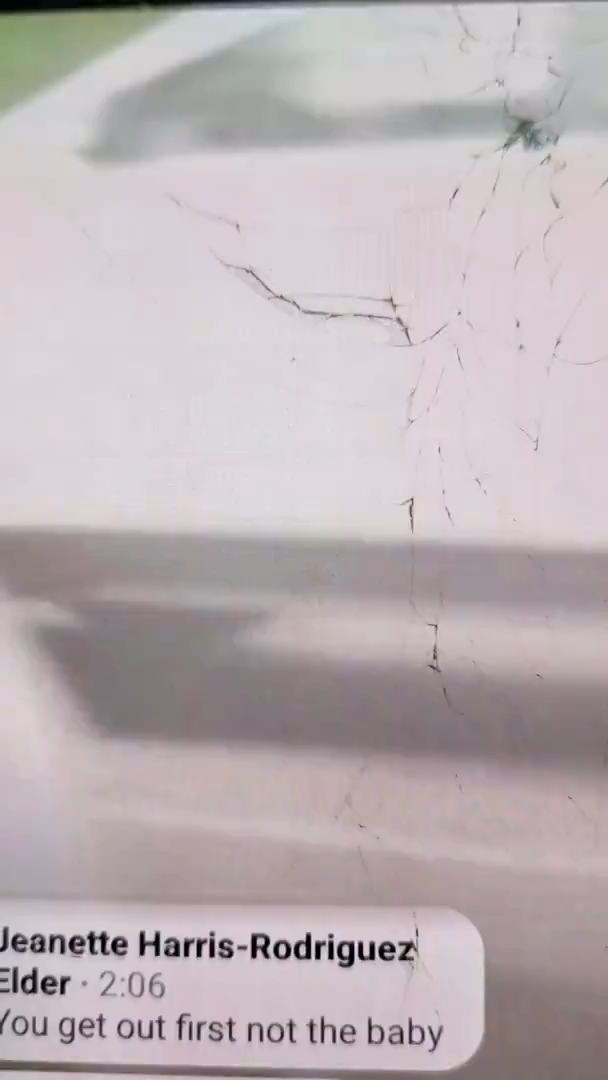 Jeanette Harris-Rodriguez
Elder · 2:06
You get out first not the baby